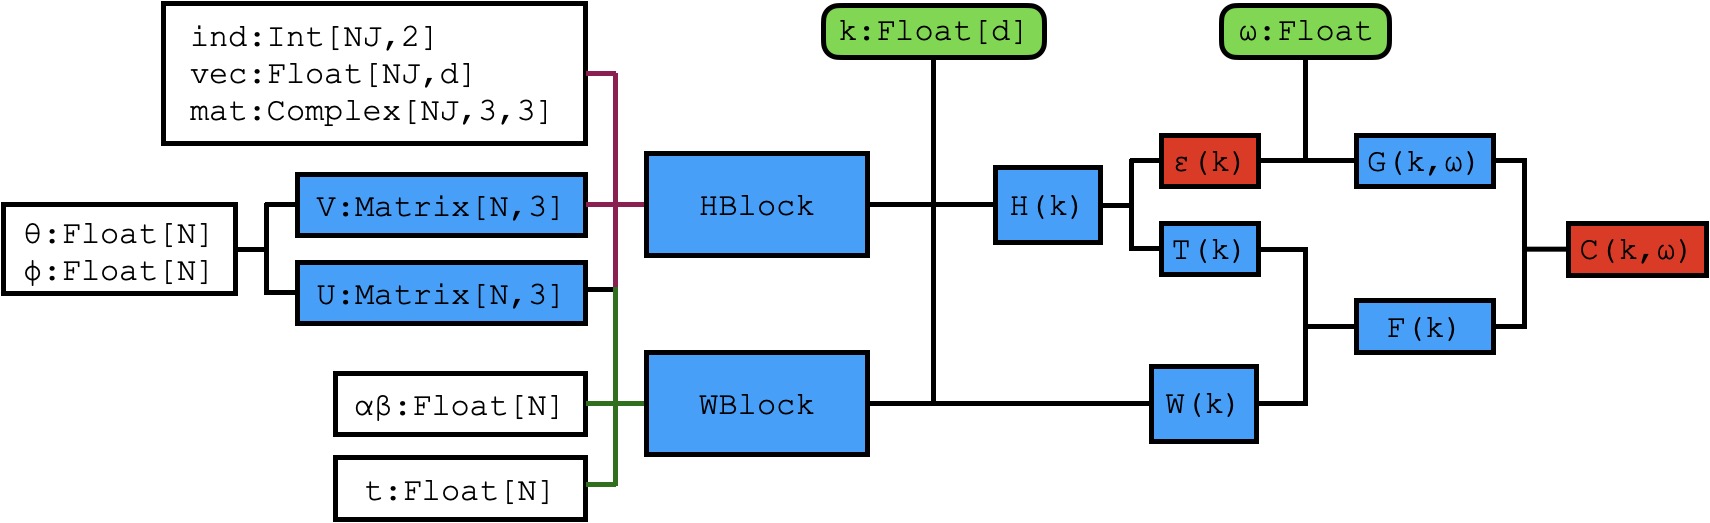 ind:Int[NJ,2]
vec:Float[NJ,d]
mat:Complex[NJ,3,3]
k:Float[d]
ω:Float
θ:Float[N]
ϕ:Float[N]
V:Matrix[N,3]
U:Matrix[N,3]
αβ:Float[N]
t:Float[N]
HBlock
WBlock
H(k)
ε(k)
T(k)
W(k)
G(k,ω)
F(k)
C(k,ω)